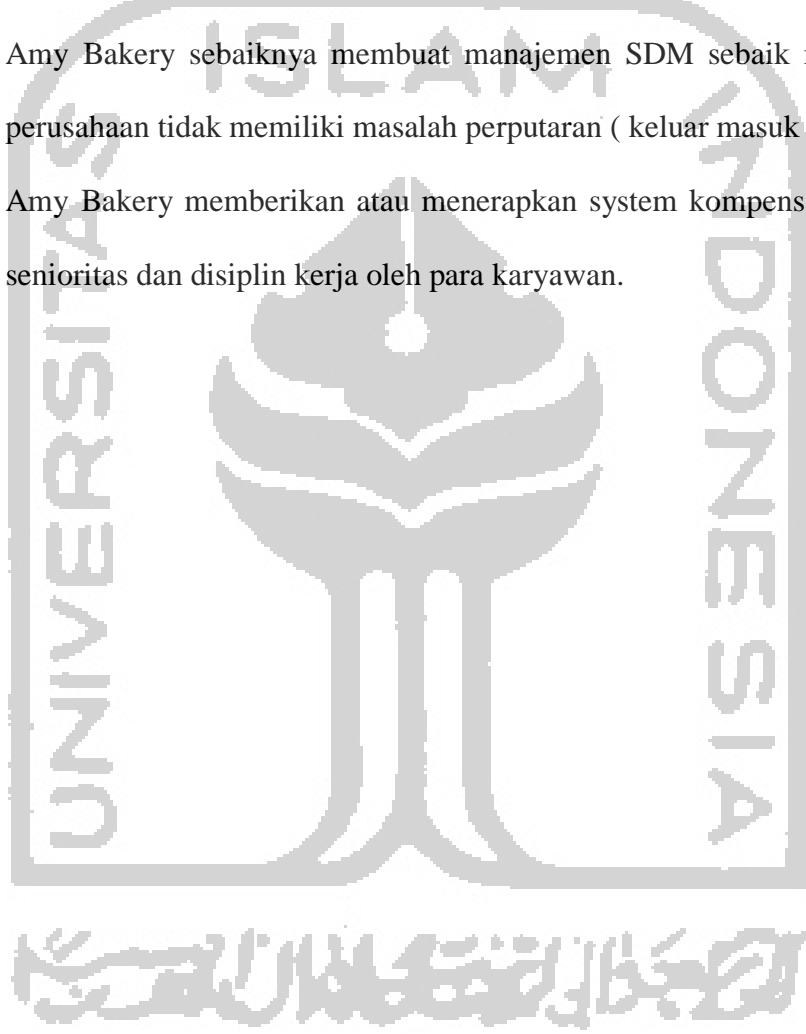 Amy Bakery sebaiknya membuat manajemen SDM sebaik
perusahaan tidak memiliki masalah perputaran ( keluar masuk
Amy Bakery memberikan atau menerapkan system kompens
senioritas dan disiplin kerja oleh para karyawan.
ISLAM
UNIVERSITAS
INDONESIA